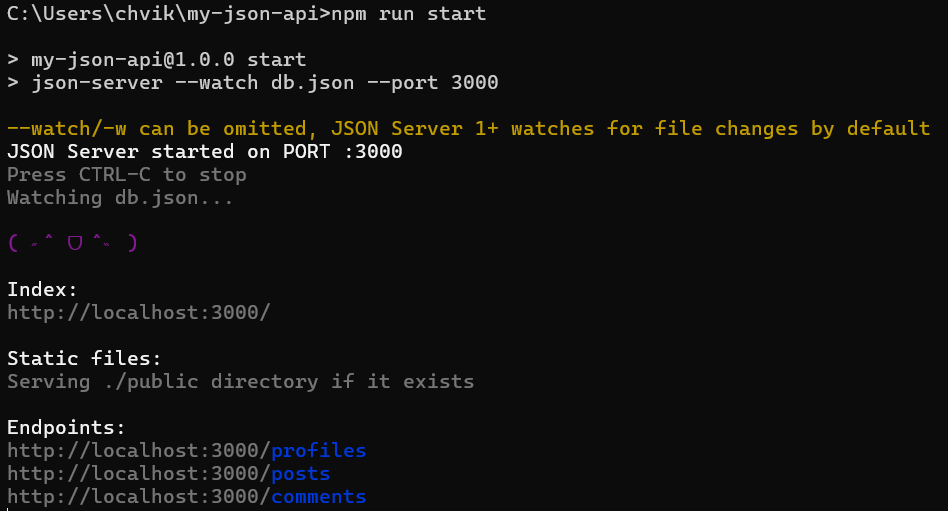 C:\Users\chvik\my-json-api>npm run start
> my-json-api@1.0.0 start
> json-server --watch db.json --port 3000
--watch/-w can be omitted, JSON Server 1+ watches for file changes by default
JSON Server started on PORT :3000
Press CTRL-C to stop
Watching db.json...
( ˶ˆ ᗜ ˆ˵ )
Index:
http://localhost:3000/
Static files:
Serving ./public directory if it exists
Endpoints:
http://localhost:3000/profiles
http://localhost:3000/posts
http://localhost:3000/comments